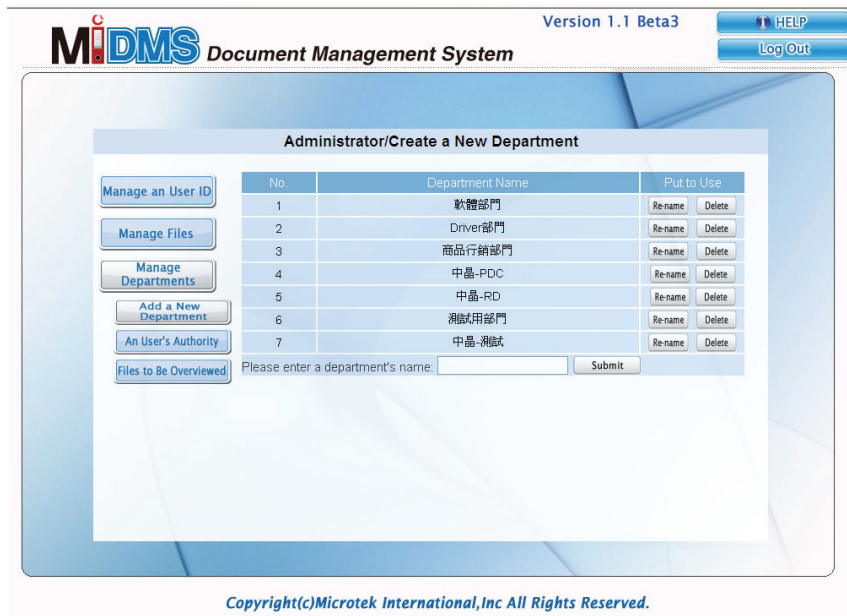 Version 1.1 Beta3
HELP
MiDMS Document Management System
Log Out
Administrator/Create a New Department
Manage an User ID
Manage Files
Manage
Departments
Add a New
Department
An User's Authority
Files to Be Overviewed
No. Department Name Put to Use
1 軟體部門 Re-name Delete
2 Driver部門 Re-name Delete
3 商品行銷部門 Re-name Delete
4 中晶-PDC Re-name Delete
5 中晶-RD Re-name Delete
6 測試用部門 Re-name Delete
7 中晶-測試 Re-name Delete
Please enter a department's name: Submit
Copyright(c)Microtek International,Inc All Rights Reserved.